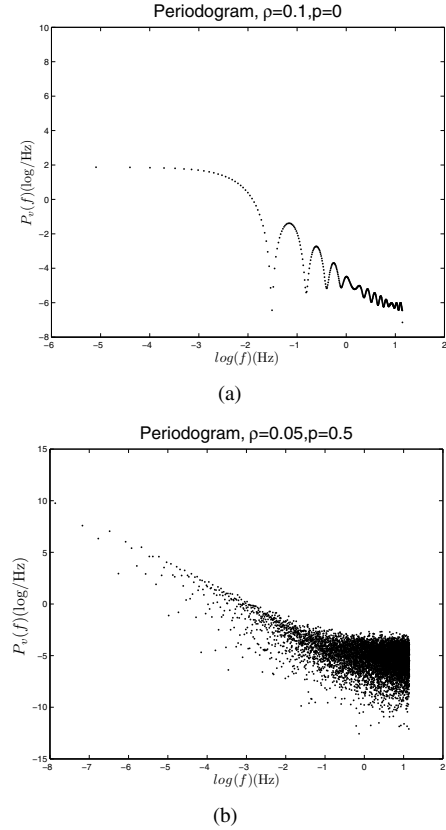 Periodogram, ρ=0.1,p=0
10
8
6
4
2
0
−2
−4
−6
−8
P_v(f)(log/Hz)
−6 −5 −4 −3 −2 −1 0 1 2
log(f)(Hz)
(a)
Periodogram, ρ=0.05,p=0.5
15
10
5
0
−5
−10
−15
P_v(f)(log/Hz)
−8 −7 −6 −5 −4 −3 −2 −1 0 1 2
log(f)(Hz)
(b)